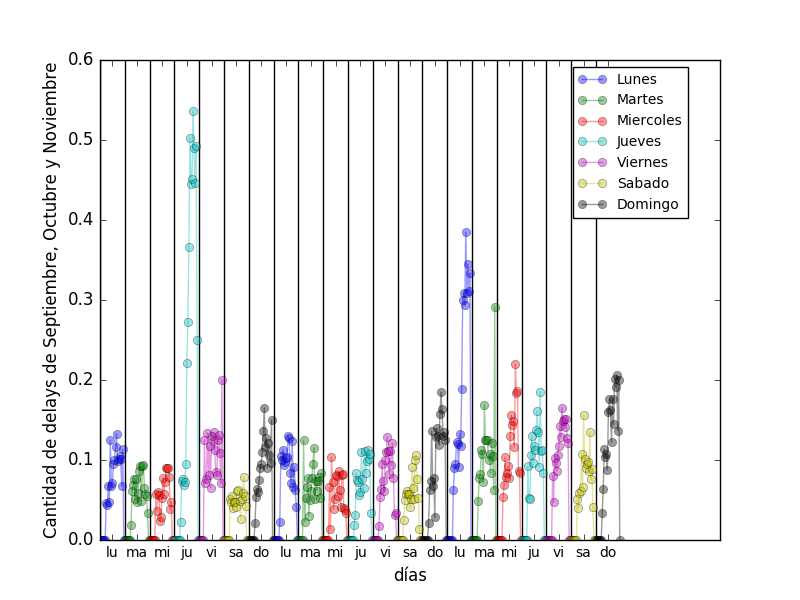 Cantidad de delays de Septiembre, Octubre y Noviembre
0.6
0.5
0.4
0.3
0.2
0.1
0.0
Lunes
Martes
Miercoles
Jueves
Viernes
Sabado
Domingo
lu ma mi ju vi sa do lu ma mi ju vi sa do lu ma mi ju vi sa do
días